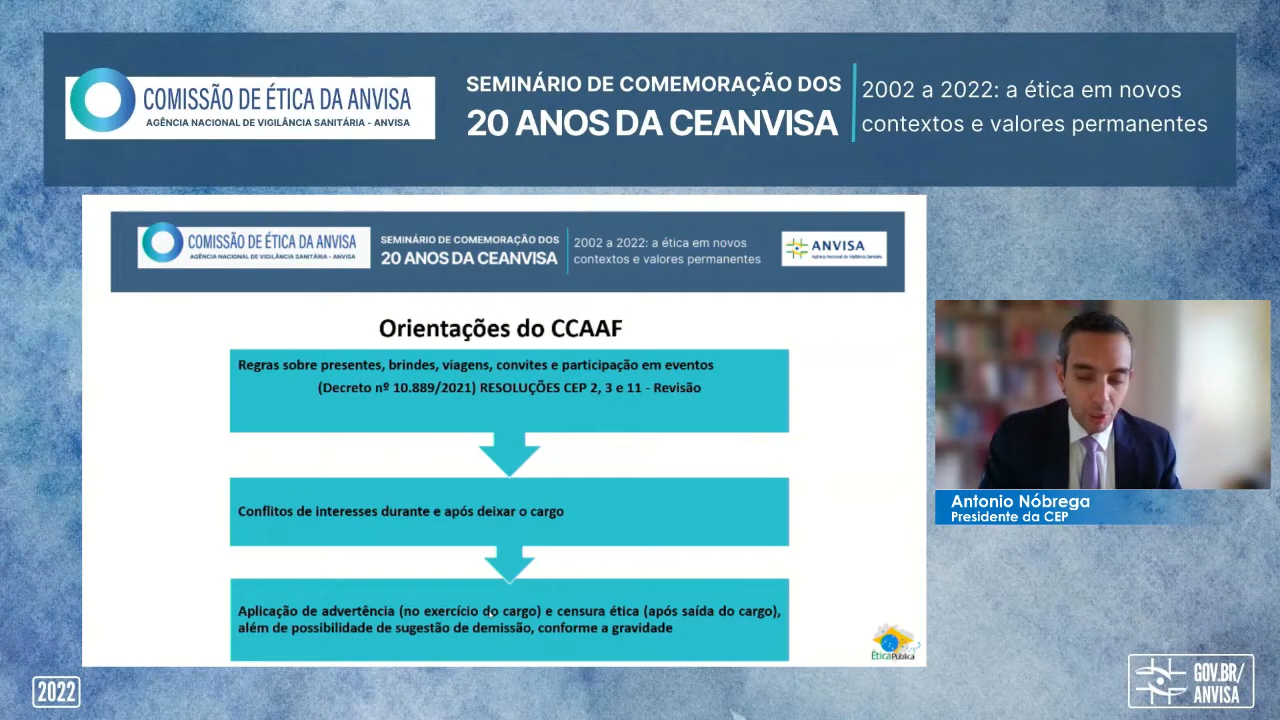 COMISSÃO DE ÉTICA DA ANVISA
AGÊNCIA NACIONAL DE VIGILÂNCIA SANITÁRIA - ANVISA
SEMINÁRIO DE COMEMORAÇÃO DOS
20 ANOS DA CEANVISA
2002 a 2022: a ética em novos
contextos e valores permanentes
COMISSÃO DE ÉTICA DA ANVISA
AGÊNCIA NACIONAL DE VIGILÂNCIA SANITÁRIA - ANVISA
SEMINÁRIO DE COMEMORAÇÃO DOS
20 ANOS DA CEANVISA
2002 a 2022: a ética em novos
contextos e valores permanentes
ANVISA
Agência Nacional de Vigilância Sanitária
Orientações do CCAAF
Regras sobre presentes, brindes, viagens, convites e participação em eventos
(Decreto nº 10.889/2021) RESOLUÇÕES CEP 2, 3 e 11 - Revisão
Conflitos de interesses durante e após deixar o cargo
Aplicação de advertência (no exercício do cargo) e censura ética (após saída do cargo),
além de possibilidade de sugestão de demissão, conforme a gravidade
Ética Pública
Antonio Nóbrega
Presidente da CEP
2022
GOV.BR/
ANVISA